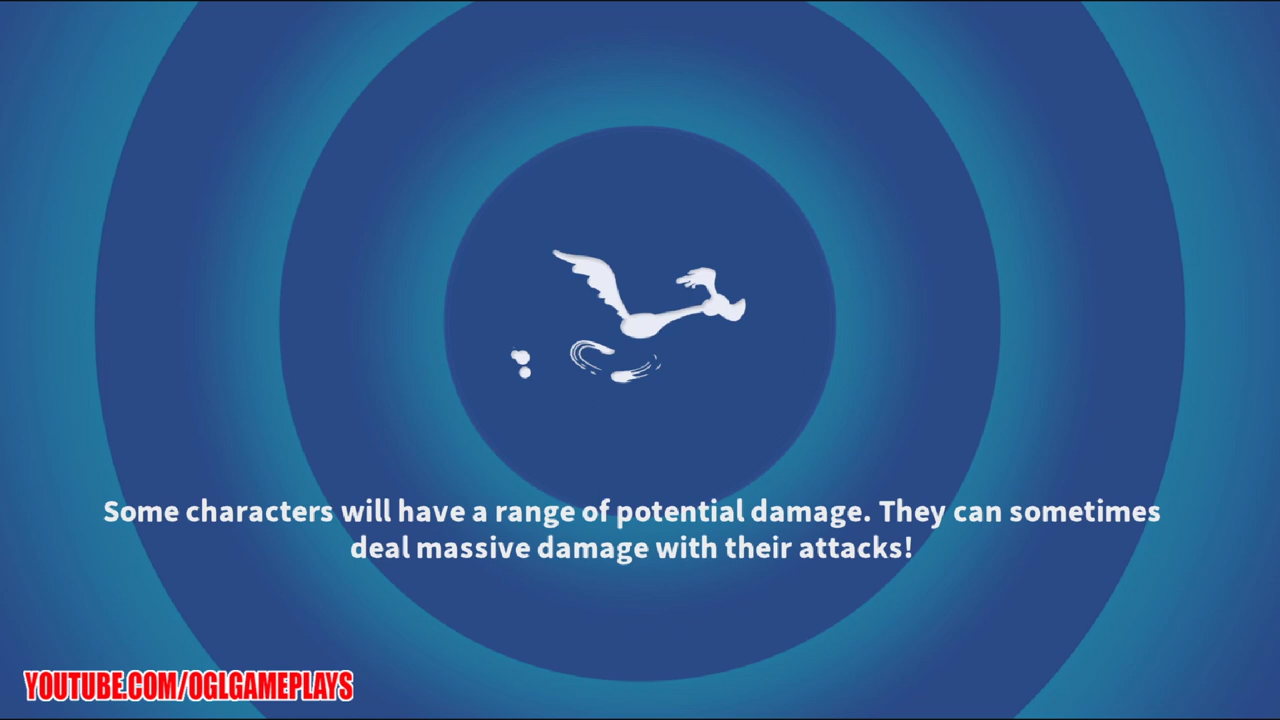 Some characters will have a range of potential damage. They can sometimes
deal massive damage with their attacks!
YOUTUBE.COM/OGLGAMEPLAYS